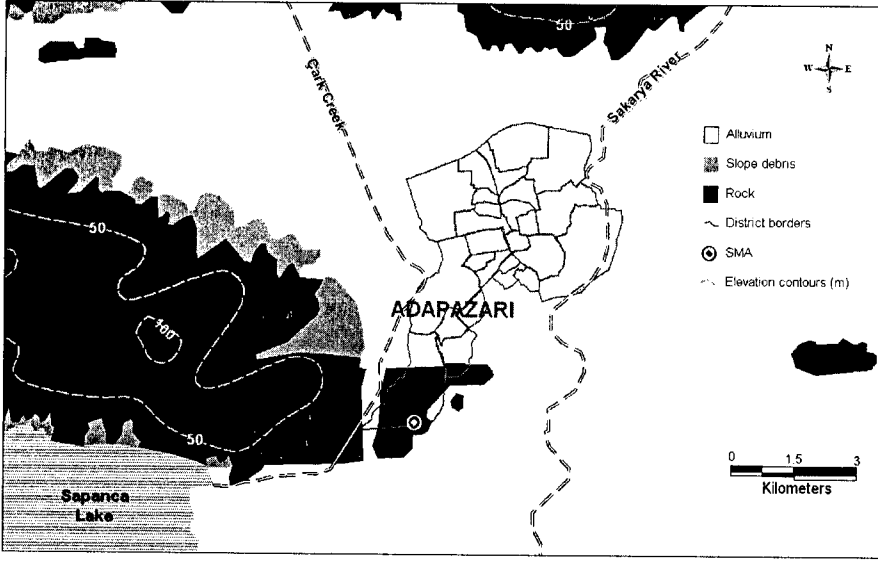 50
N
W E
S
Çark Creek
Sakarya River
Alluvium
Slope debris
Rock
District borders
SMA
Elevation contours (m)
50
100
ADAPAZARI
50
0 1.5 3
Kilometers
Sapanca
Lake